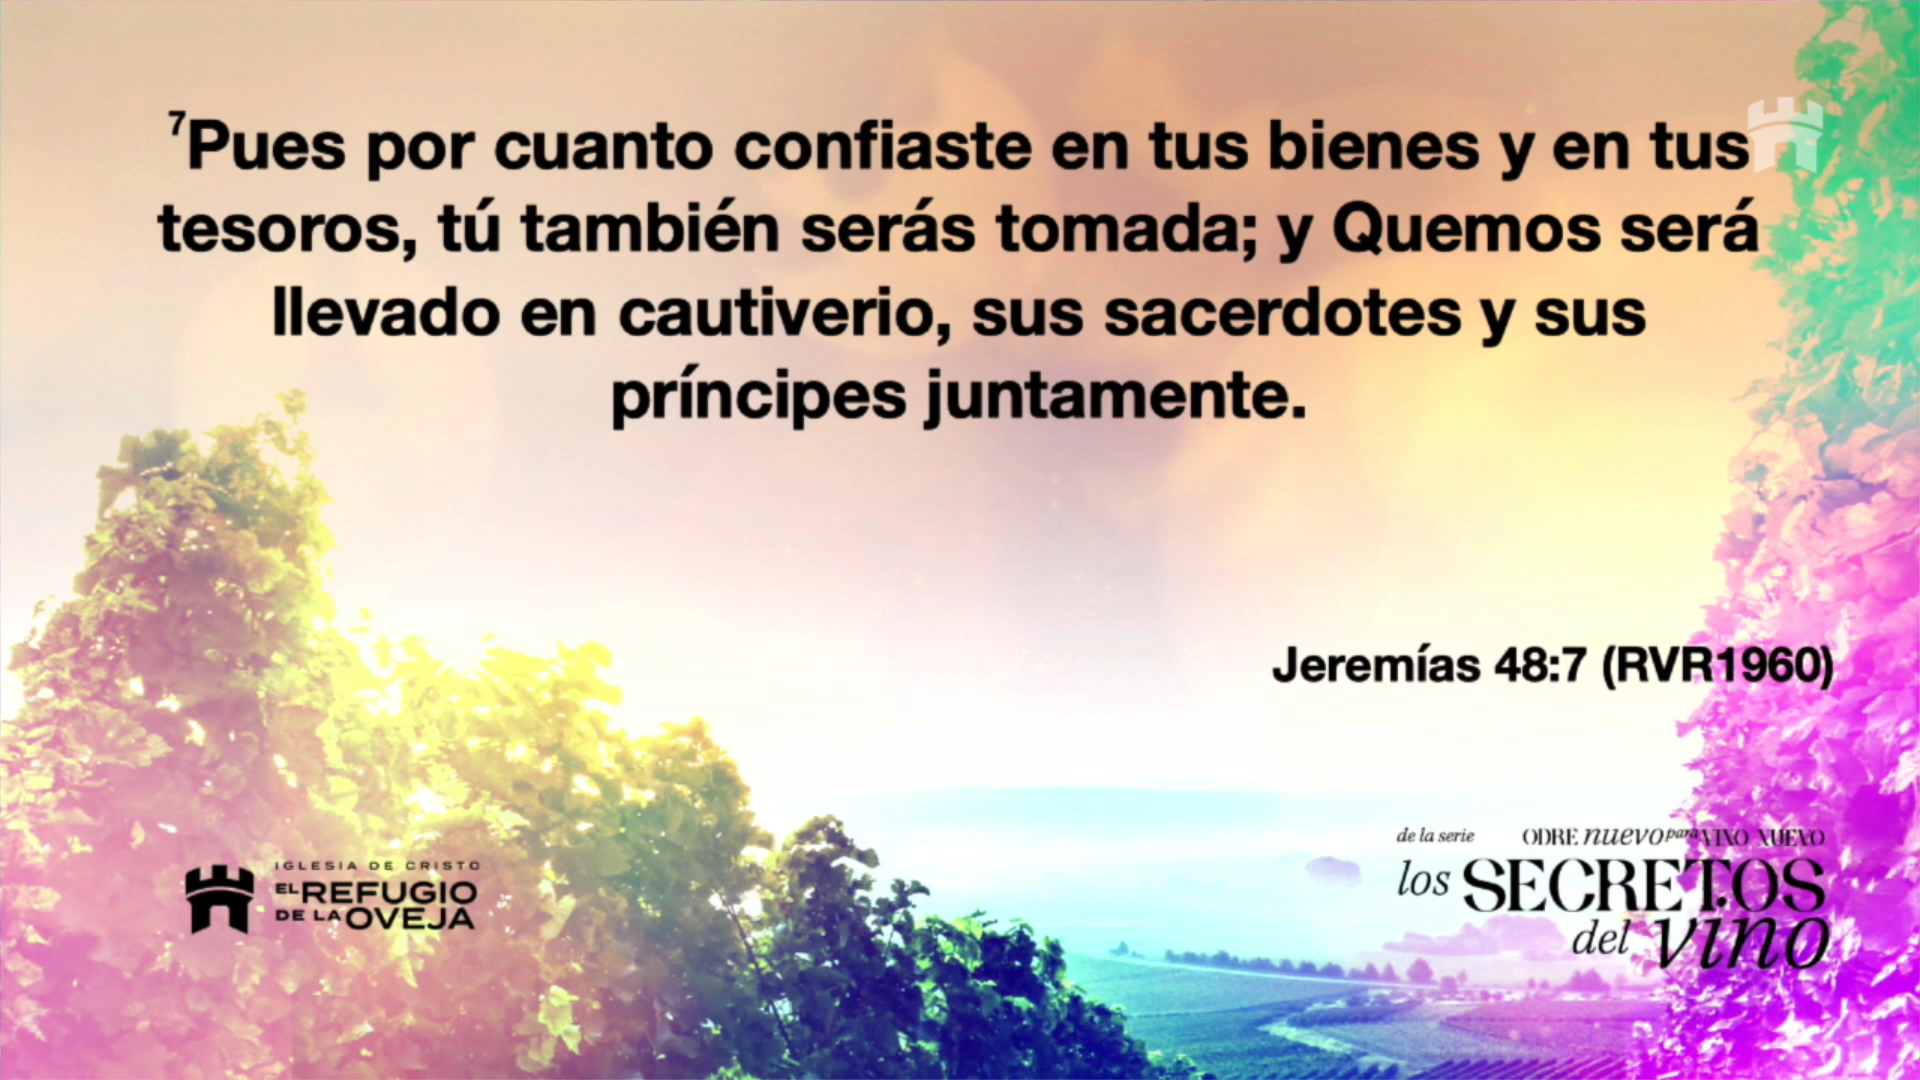 ⁷Pues por cuanto confiaste en tus bienes y en tus
tesoros, tú también serás tomada; y Quemos será
llevado en cautiverio, sus sacerdotes y sus
príncipes juntamente.
Jeremías 48:7 (RVR1960)
IGLESIA DE CRISTO
EL REFUGIO
DE LA OVEJA
de la serie ODRE nuevo para VINO NUEVO
los SECRETOS
del vino